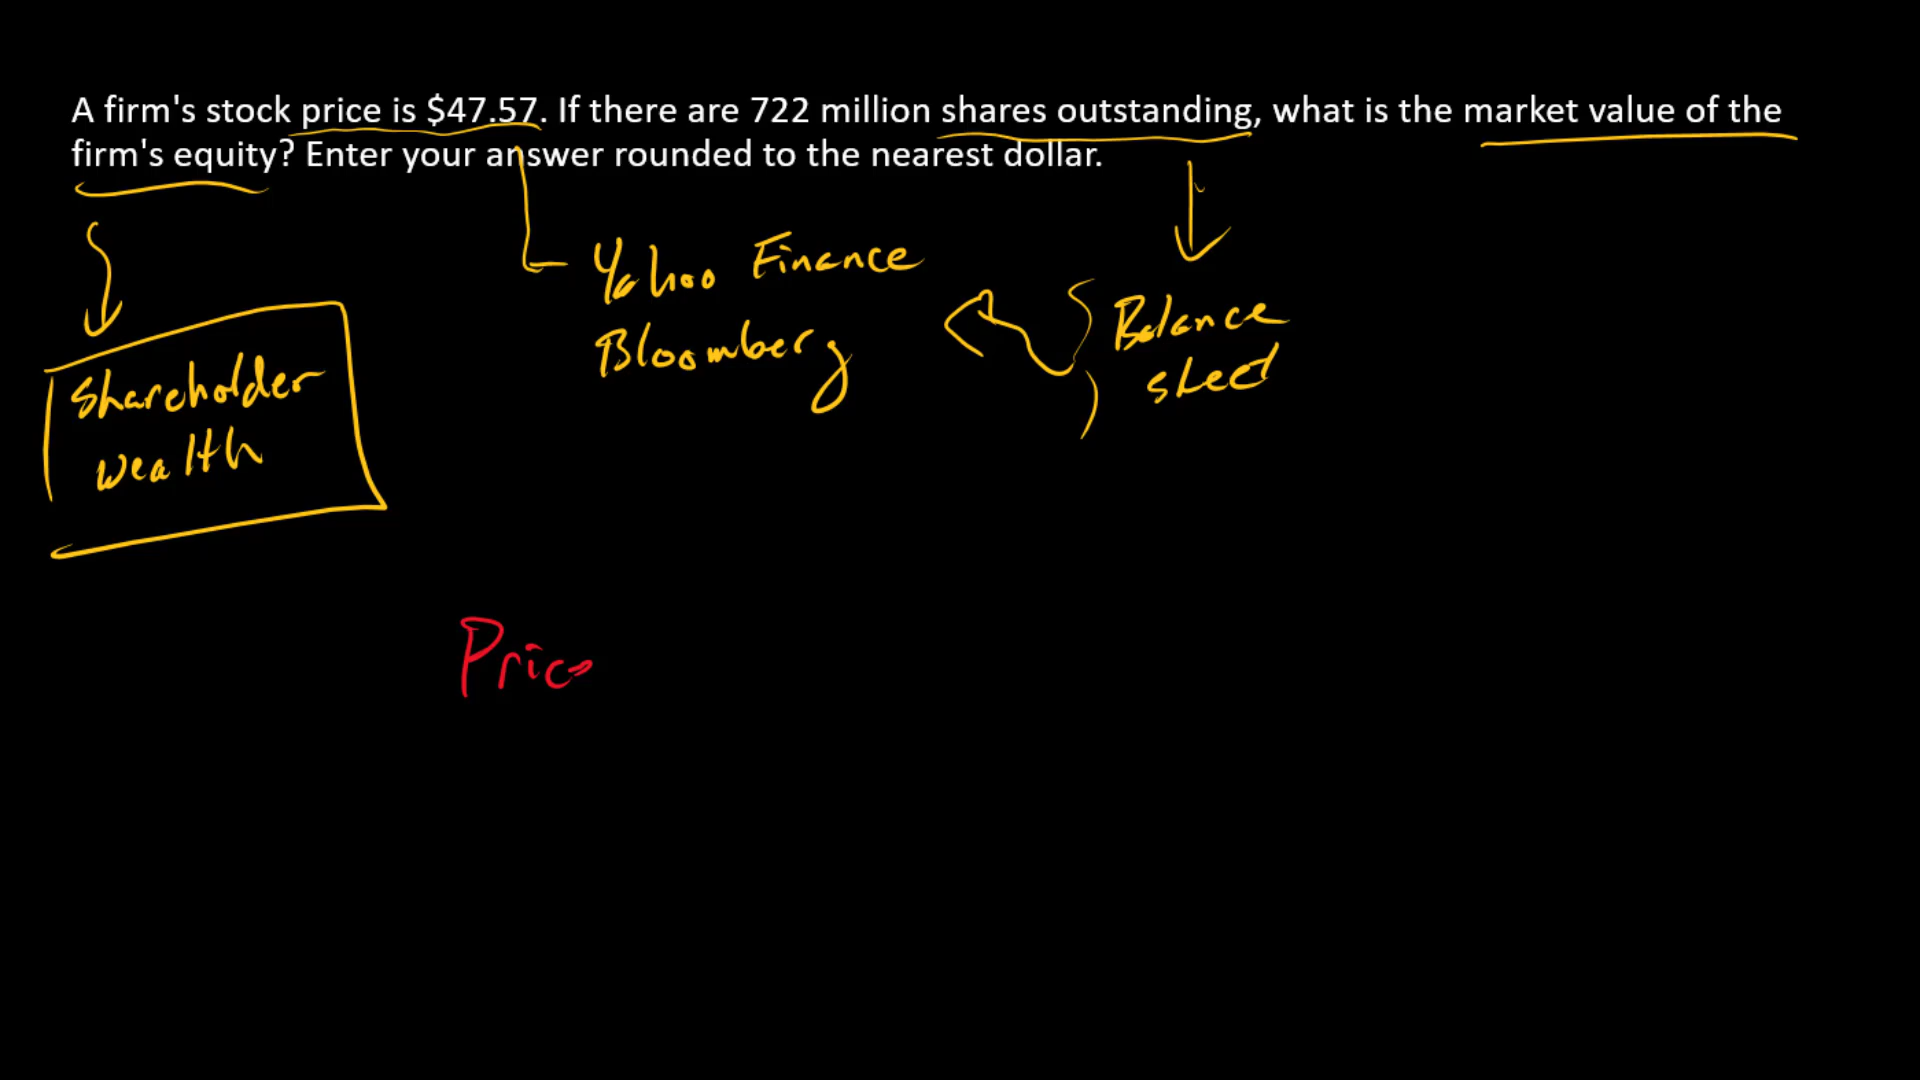 A firm's stock price is $47.57. If there are 722 million shares outstanding, what is the market value of the
firm's equity? Enter your answer rounded to the nearest dollar.
Yahoo Finance
Bloomberg
Balance
sheet
Shareholder
wealth
Price